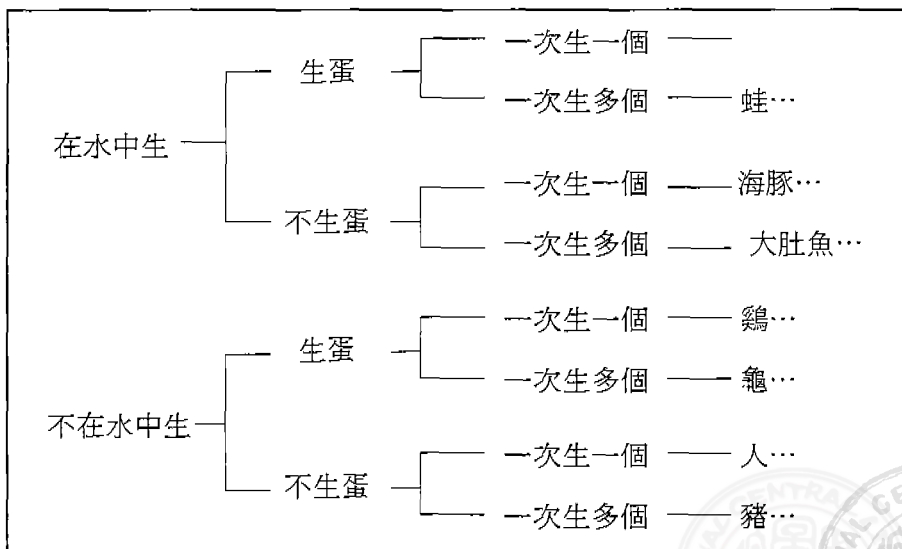 一次生一個
生蛋
一次生多個 蛙…
在水中生
一次生一個 海豚…
不生蛋
一次生多個 大肚魚…
一次生一個 鷄…
生蛋
一次生多個 龜…
不在水中生
一次生一個 人…
不生蛋
一次生多個 豬…